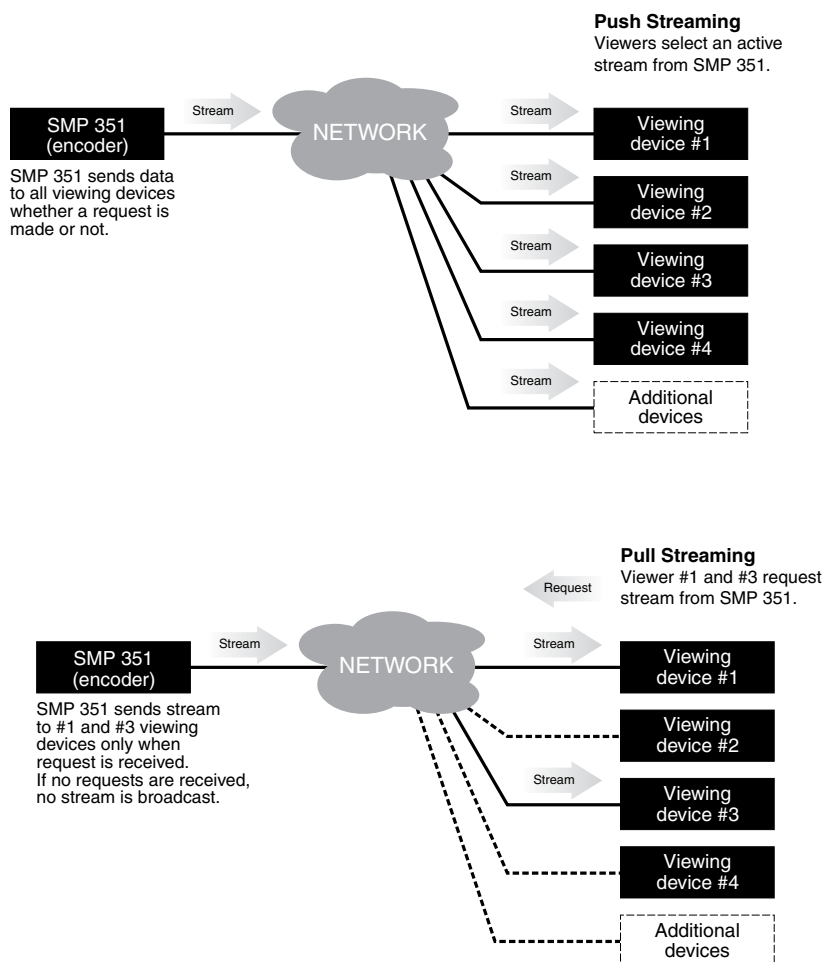 Push Streaming
Viewers select an active
stream from SMP 351.
Stream
Stream
SMP 351
(encoder)
NETWORK
Viewing
device #1
SMP 351 sends data
to all viewing devices
whether a request is
made or not.
Stream
Viewing
device #2
Stream
Viewing
device #3
Stream
Viewing
device #4
Stream
Additional
devices
Pull Streaming
Viewer #1 and #3 request
stream from SMP 351.
Request
Stream
Stream
SMP 351
(encoder)
NETWORK
Viewing
device #1
SMP 351 sends stream
to #1 and #3 viewing
devices only when
request is received.
If no requests are received,
no stream is broadcast.
Viewing
device #2
Stream
Viewing
device #3
Viewing
device #4
Additional
devices